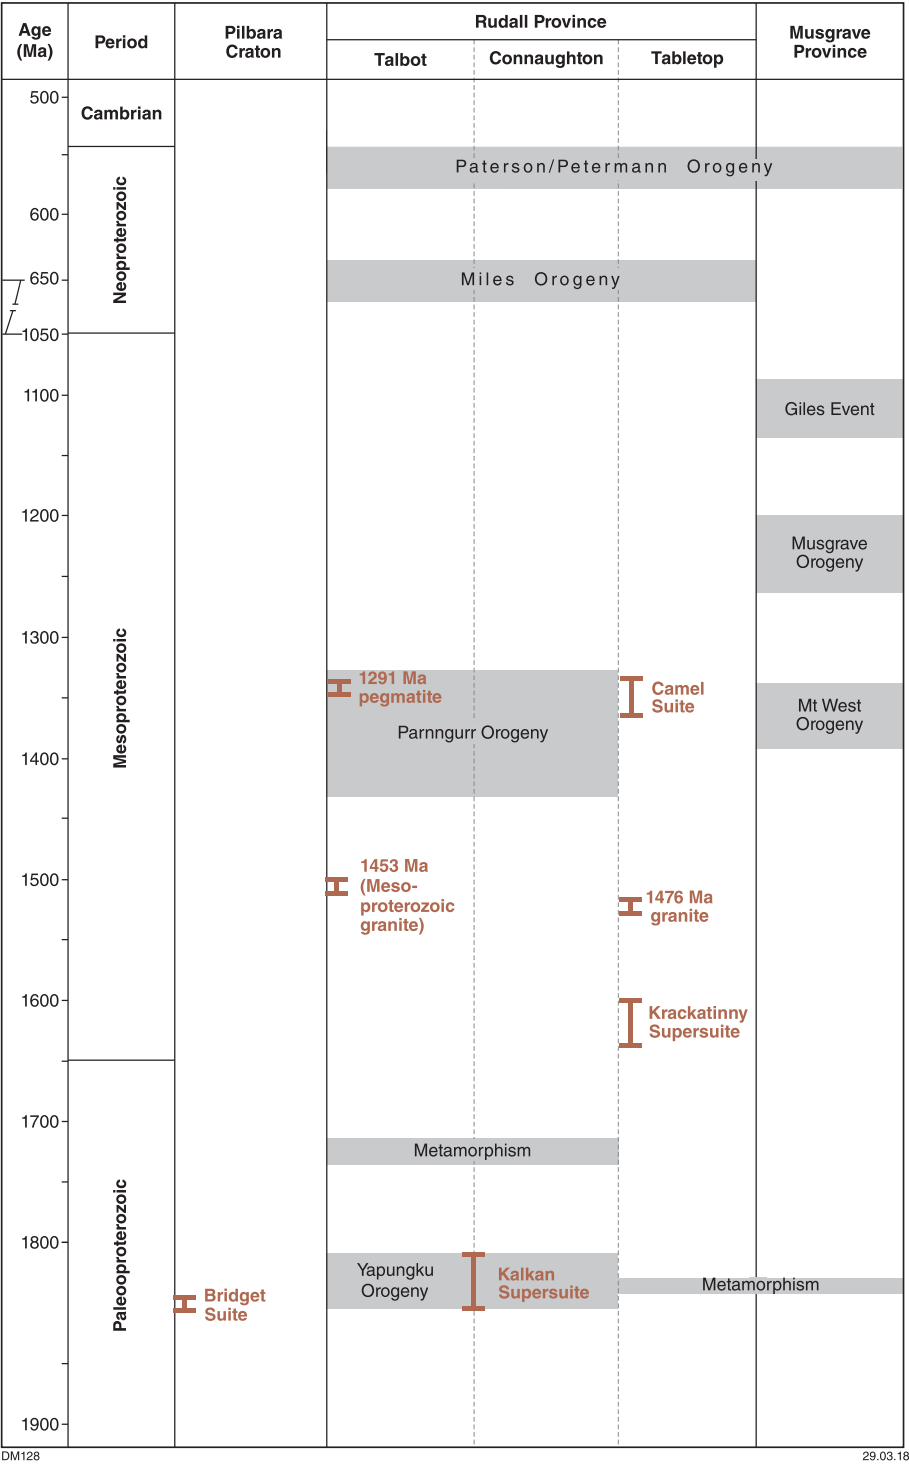 Age
(Ma)
Period
Pilbara
Craton
Rudall Province
Talbot
Connaughton
Tabletop
Musgrave
Province
500
Cambrian
Paterson/Petermann Orogeny
600
Neoproterozoic
650
Miles Orogeny
1050
1100
Giles Event
1200
Musgrave
Orogeny
1300
Mesoproterozoic
1291 Ma
pegmatite
Camel
Suite
Parnngurr Orogeny
Mt West
Orogeny
1400
1453 Ma
(Meso-
proterozoic
granite)
1500
1476 Ma
granite
1600
Krackatinny
Supersuite
1700
Metamorphism
Paleooproterozoic
1800
Yapungku
Orogeny
Kalkan
Supersuite
Metamorphism
Bridget
Suite
1900
DM128
29.03.18